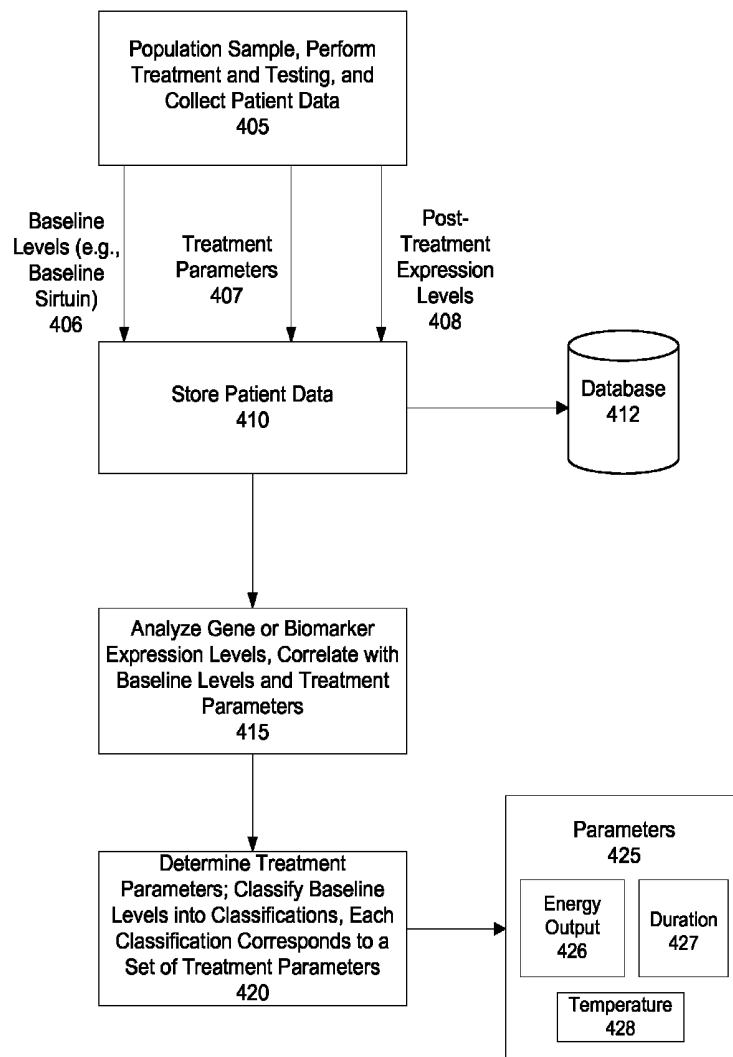 Population Sample, Perform
Treatment and Testing, and
Collect Patient Data
405
Baseline
Levels (e.g.,
Baseline
Sirtuin)
406
Treatment
Parameters
407
Post-
Treatment
Expression
Levels
408
Store Patient Data
410
Database
412
Analyze Gene or Biomarker
Expression Levels, Correlate with
Baseline Levels and Treatment
Parameters
415
Determine Treatment
Parameters; Classify Baseline
Levels into Classifications, Each
Classification Corresponds to a
Set of Treatment Parameters
420
Parameters
425
Energy
Output
426
Duration
427
Temperature
428